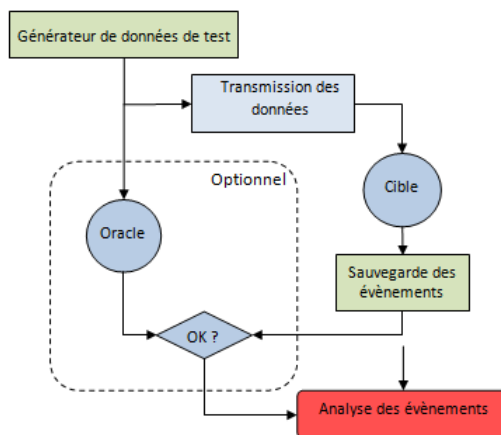 Générateur de données de test
Transmission des
données
Optionnel
Cible
Oracle
Sauvegarde des
évènements
OK ?
Analyse des évènements